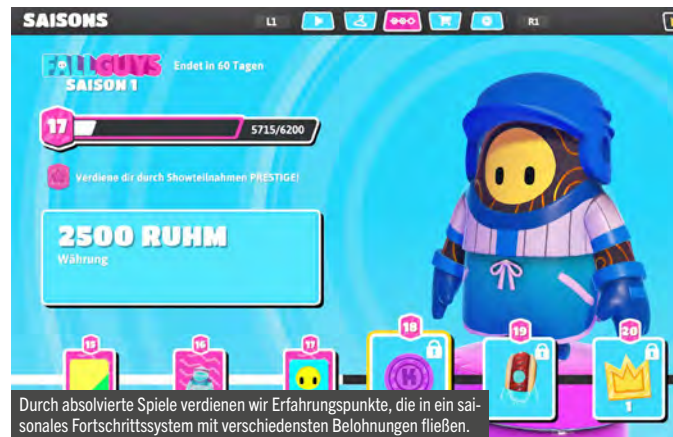 SAISONS
L1
R1
FALL GUYS
Endet in 60 Tagen
SAISON 1
17
5715/6200
Verdiene dir durch Showteilnahmen PRESTIGE!
2500 RUHM
Währung
15
16
17
18
19
20
K
1
Durch absolvierte Spiele verdienen wir Erfahrungspunkte, die in ein sai-
sonales Fortschrittssystem mit verschiedensten Belohnungen fließen.